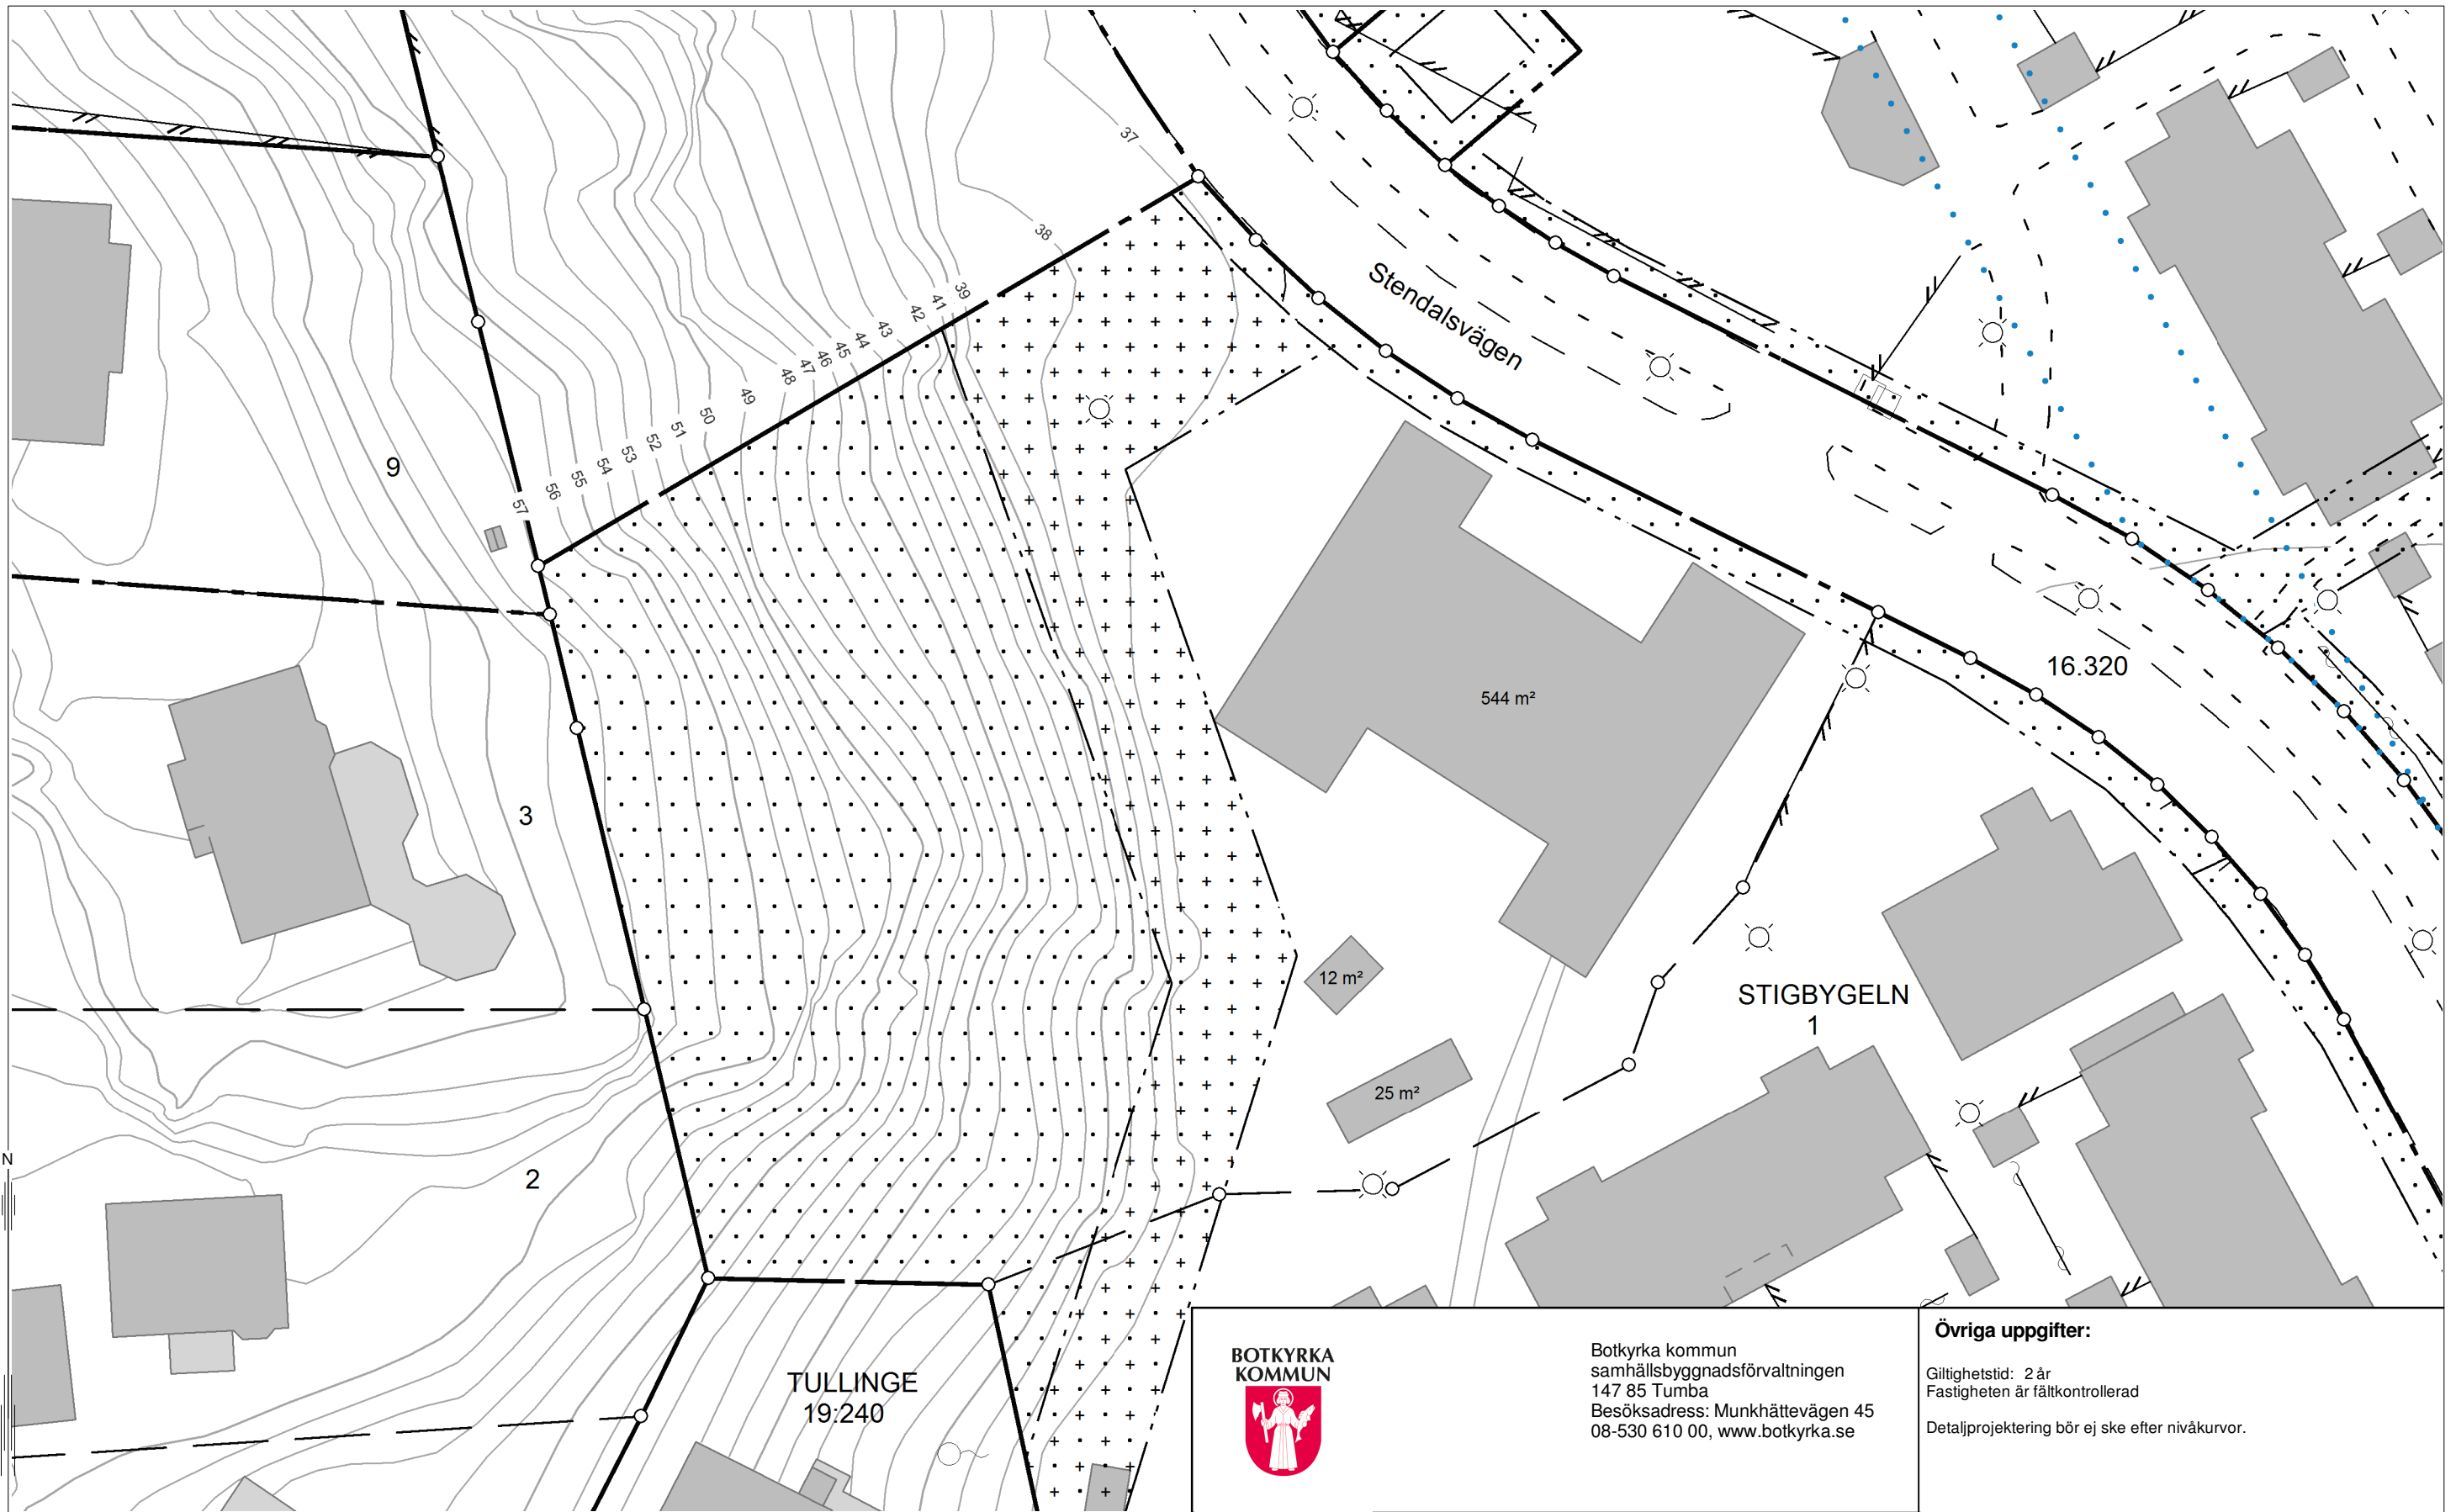 37
38
39
41
42
43
44
45
46
47
48
49
50
51
52
53
54
55
56
57
Stendalsvägen
9
16.320
544 m²
3
12 m²
STIGBYGELN
1
25 m²
N
2
TULLINGE
19:240
BOTKYRKA
KOMMUN
Botkyrka kommun
samhällsbyggnadsförvaltningen
147 85 Tumba
Besöksadress: Munkhättevägen 45
08-530 610 00, www.botkyrka.se
Övriga uppgifter:
Giltighetstid: 2 år
Fastigheten är fältkontrollerad
Detaljprojektering bör ej ske efter nivåkurvor.